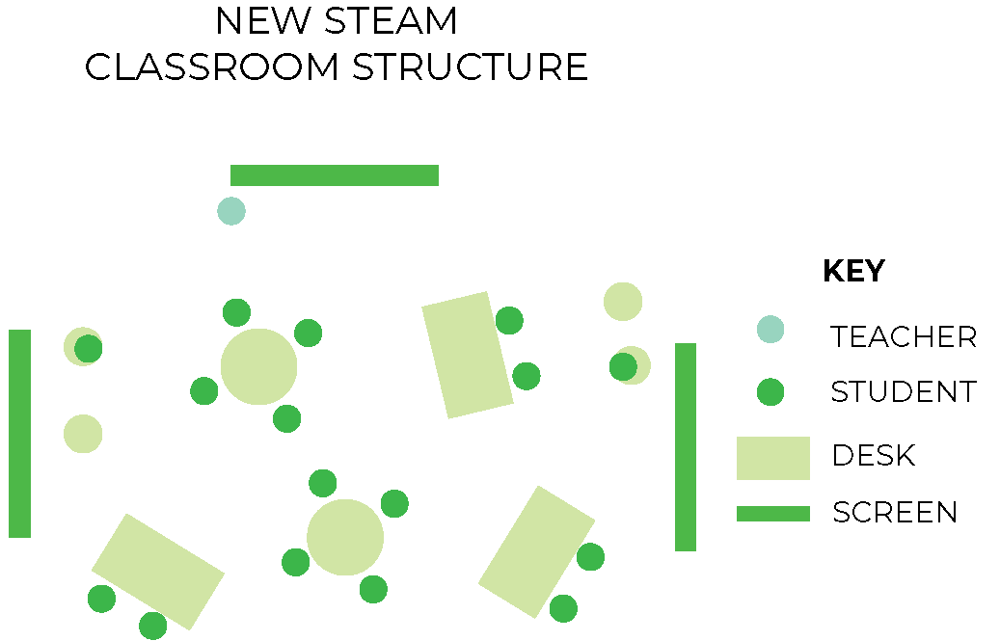 NEW STEAM
CLASSROOM STRUCTURE
KEY
TEACHER
STUDENT
DESK
SCREEN